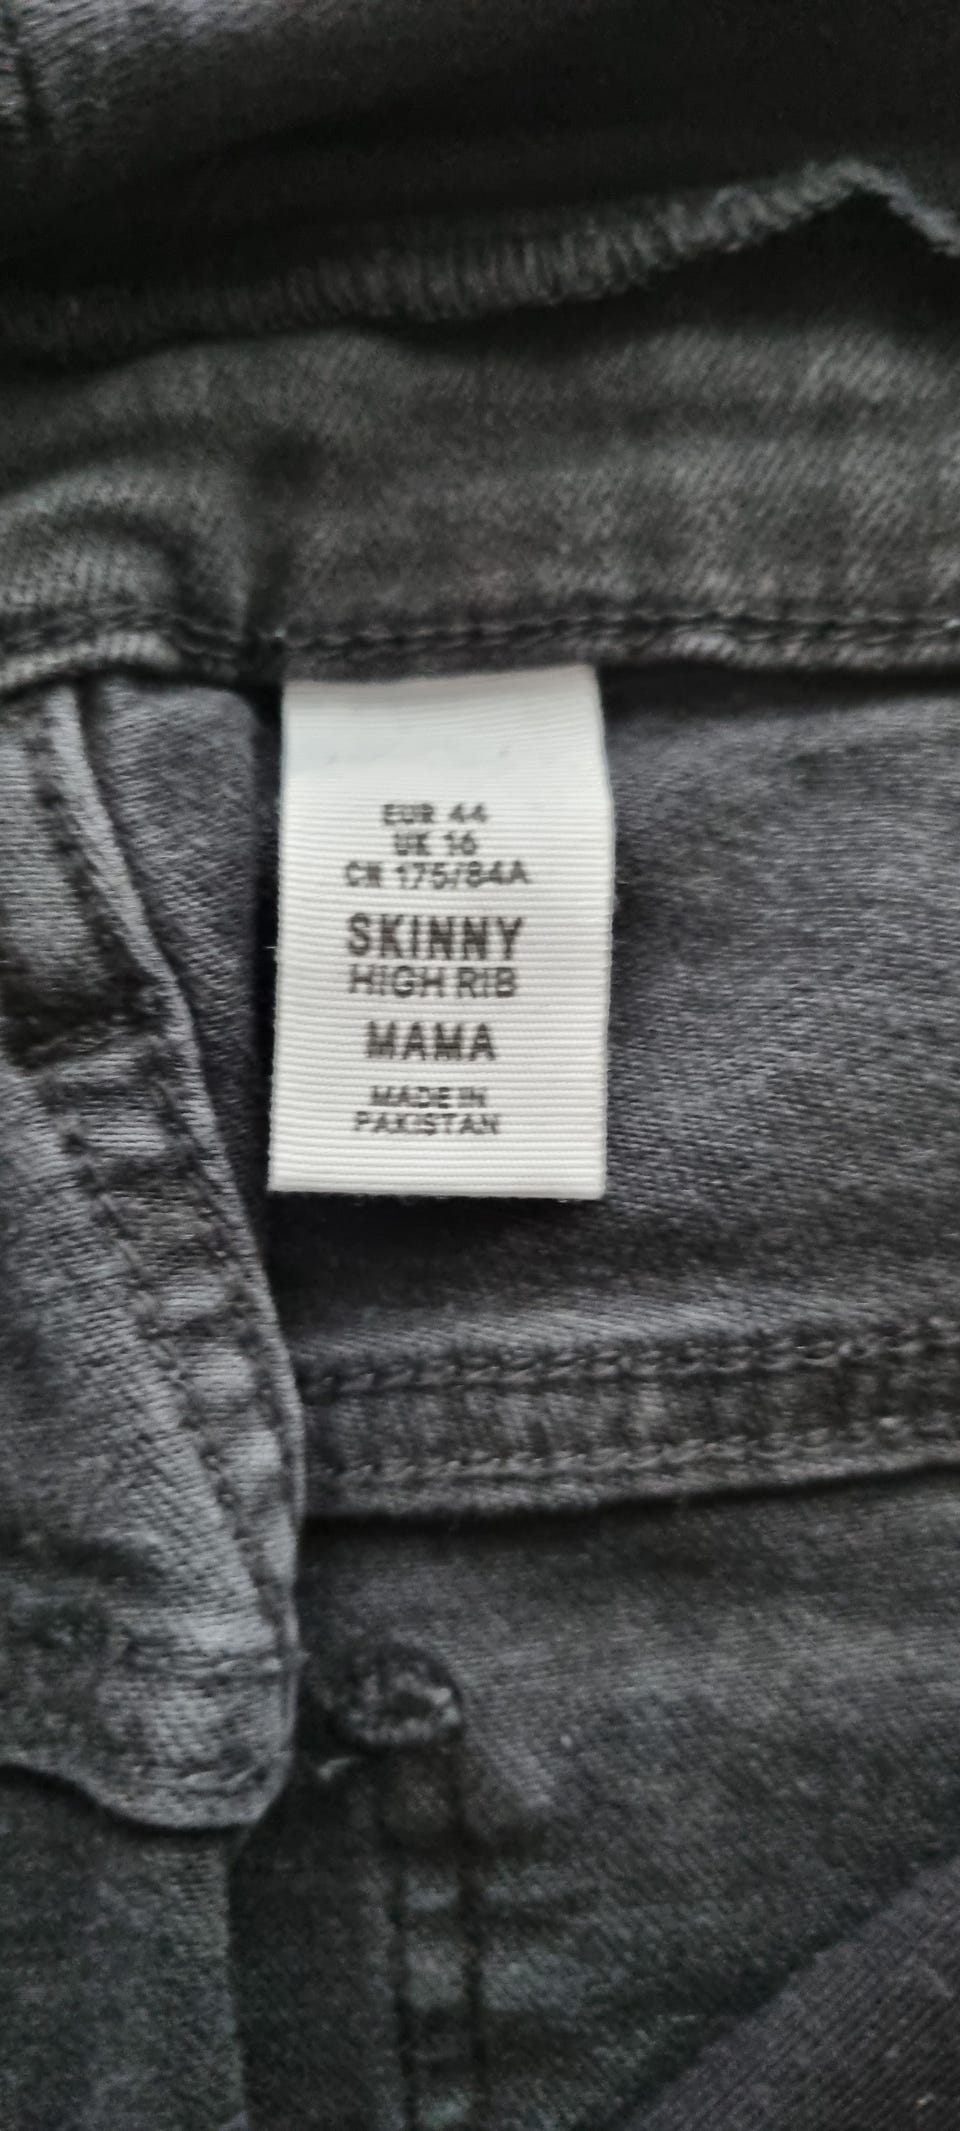 EUR 44
UK 16
CN 175/84A
SKINNY
HIGH RIB
MAMA
MADE IN
PAKISTAN